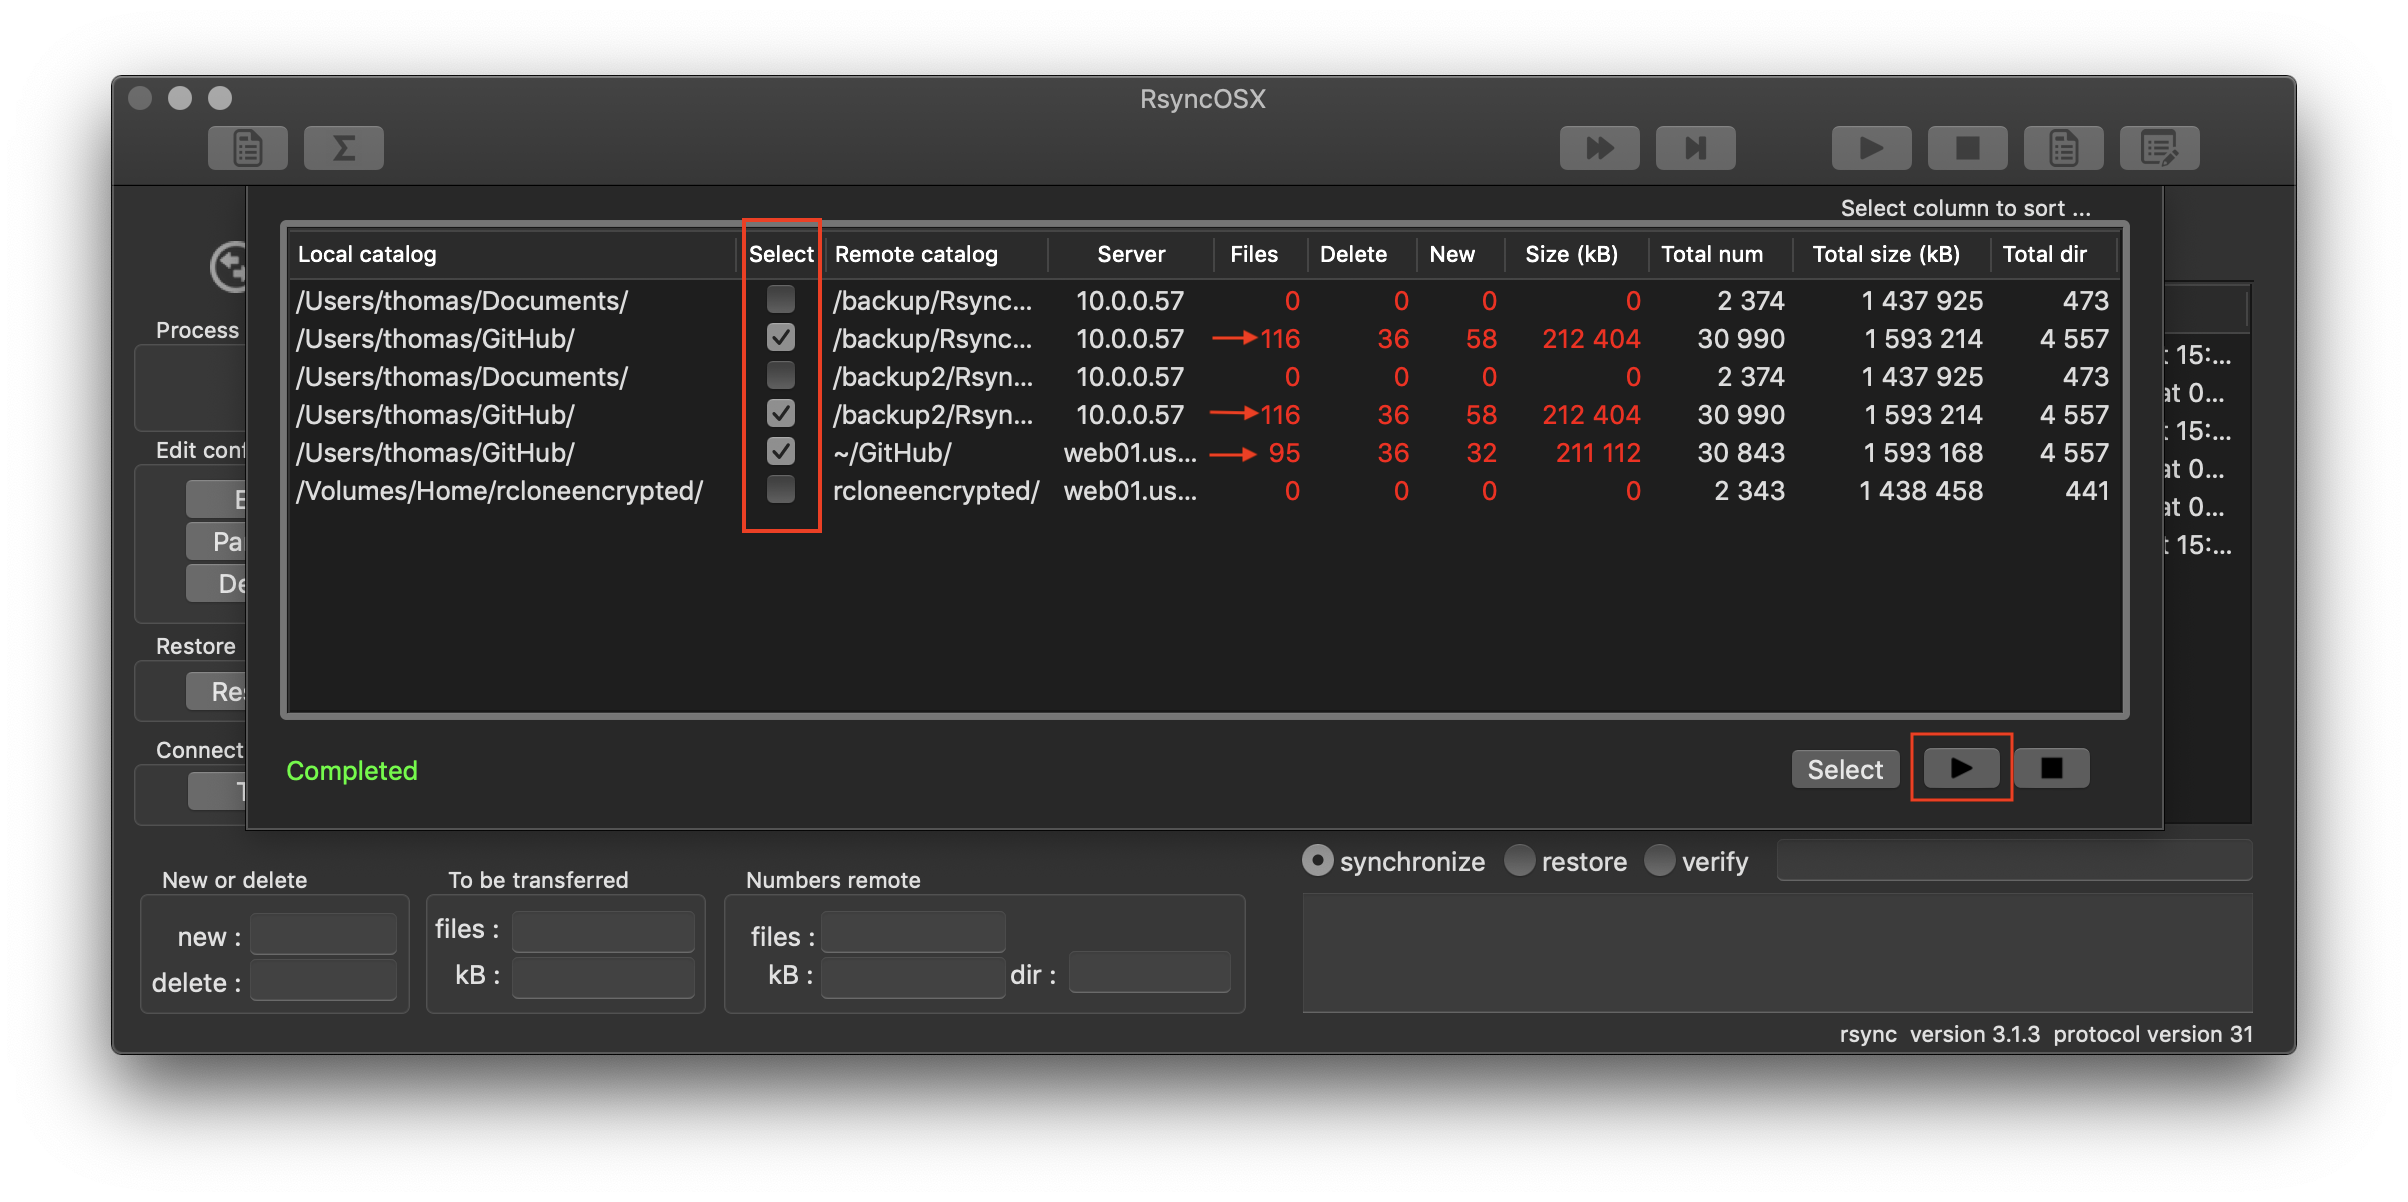 RsyncOSX
Σ
Select column to sort ...
Local catalog Select Remote catalog Server Files Delete New Size (kB) Total num Total size (kB) Total dir
/Users/thomas/Documents/ /backup/Rsync... 10.0.0.57 0 0 0 0 2 374 1 437 925 473
/Users/thomas/GitHub/ /backup/Rsync... 10.0.0.57 116 36 58 212 404 30 990 1 593 214 4 557
/Users/thomas/Documents/ /backup2/Rsyn... 10.0.0.57 0 0 0 0 2 374 1 437 925 473
/Users/thomas/GitHub/ /backup2/Rsyn... 10.0.0.57 116 36 58 212 404 30 990 1 593 214 4 557
/Users/thomas/GitHub/ ~/GitHub/ web01.us... 95 36 32 211 112 30 843 1 593 168 4 557
/Volumes/Home/rcloneencrypted/ rcloneencrypted/ web01.us... 0 0 0 0 2 343 1 438 458 441
Process
Edit conf
Pa
De
Restore
Res
Connect
t 15:...
at 0...
t 15:...
at 0...
at 0...
t 15:...
Completed
Select
synchronize restore verify
New or delete
new :
delete :
To be transferred
files :
kB :
Numbers remote
files :
kB :
dir :
rsync version 3.1.3 protocol version 31